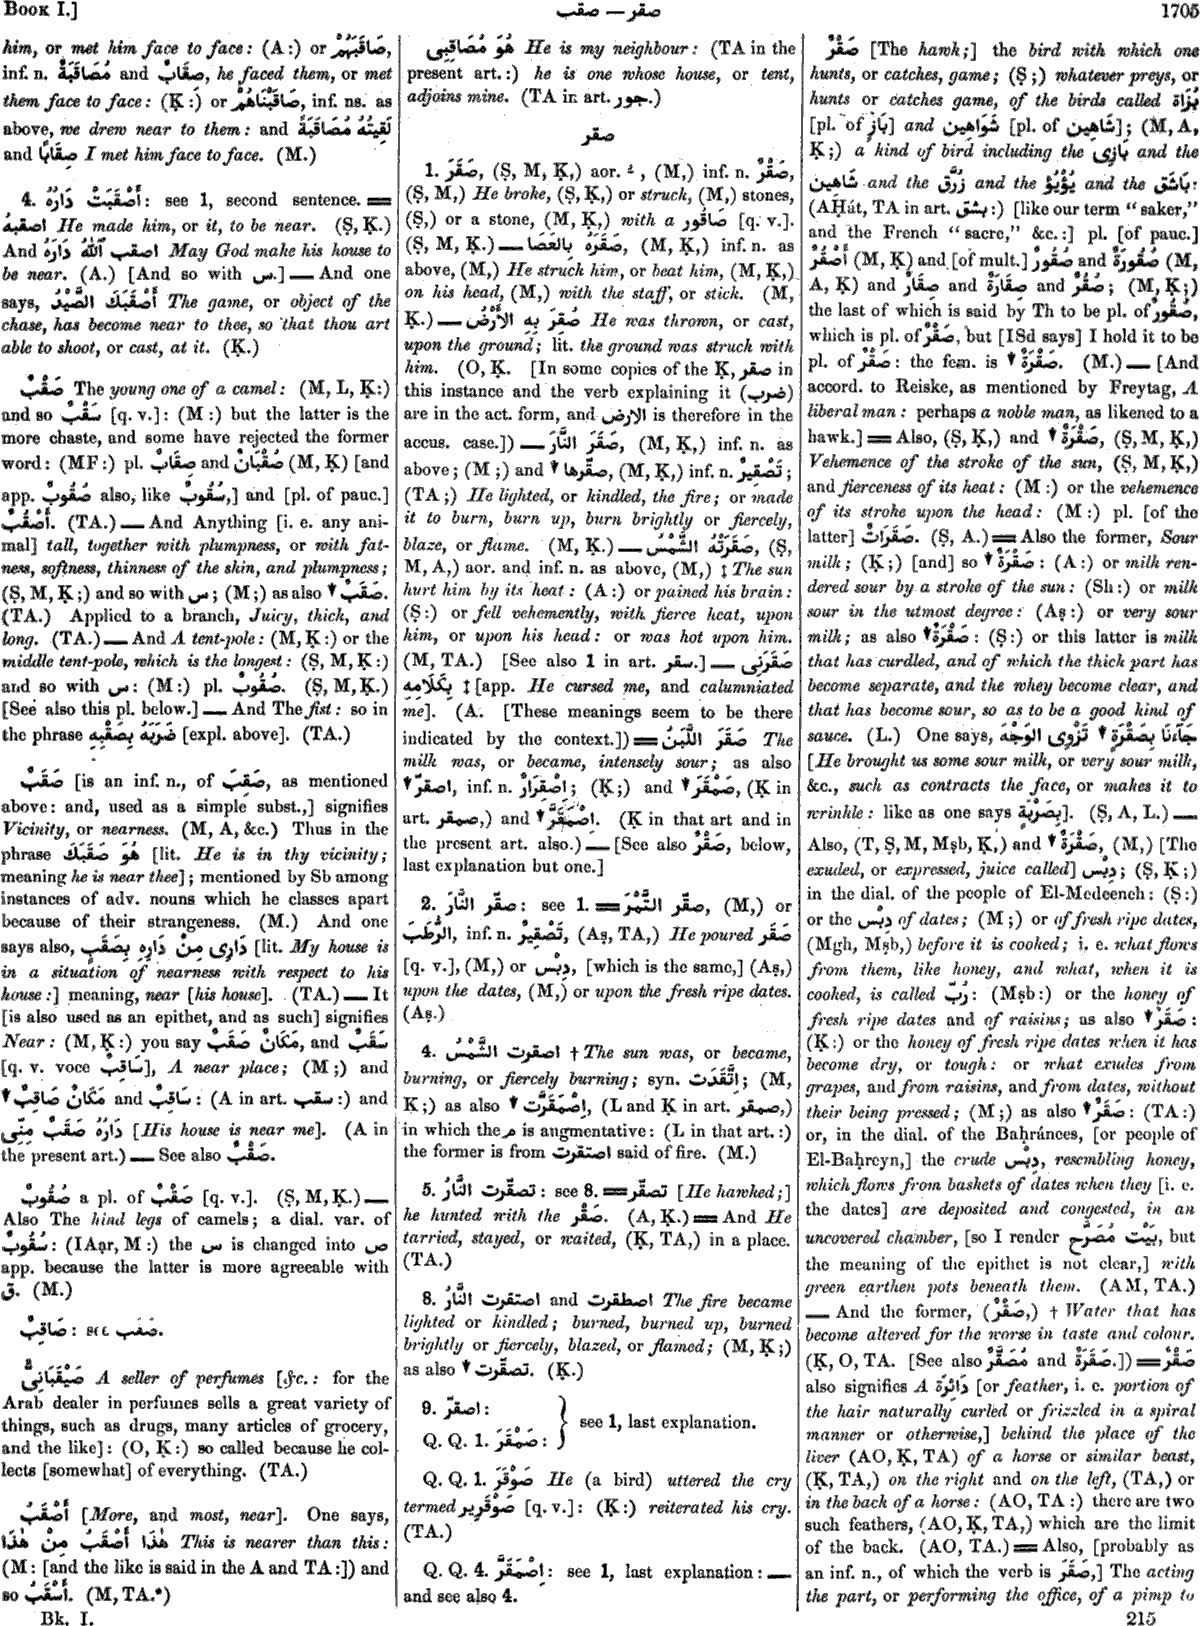 BOOK I.]
صقر — صقب
1705
him, or met him face to face: (A:) or صَاقَبَهُمْ,
inf. n. مُصَاقَبَةٌ and صِقَابٌ, he faced them, or met
them face to face: (Ḳ:) or صَاقَبْنَاهُمْ, inf. ns. as
above, we drew near to them: and لَقِيتُهُ مُصَاقَبَةً
and صِقَابًا I met him face to face. (M.)
4. أَصْقَبَتْ دَارُهُ: see 1, second sentence. ══
اصقبهُ He made him, or it, to be near. (Ṣ, Ḳ.)
And اصقب ٱللّٰهُ دَارَهُ May God make his house to
be near. (A.) [And so with س.] — And one
says, أَصْقَبَكَ الصَّيْدُ The game, or object of the
chase, has become near to thee, so that thou art
able to shoot, or cast, at it. (Ḳ.)
صَقْبٌ The young one of a camel: (M, L, Ḳ:)
and so سَقْبٌ [q. v.]: (M:) but the latter is the
more chaste, and some have rejected the former
word: (MF:) pl. صِقَابٌ and صُقْبَانٌ (M, Ḳ) [and
app. صُقُوبٌ also, like سُقُوبٌ,] and [pl. of pauc.]
أَصْقُبٌ. (TA.) — And Anything [i. e. any ani-
mal] tall, together with plumpness, or with fat-
ness, softness, thinness of the skin, and plumpness;
(Ṣ, M, Ḳ;) and so with س; (M;) as also ▼ صَقَبٌ.
(TA.) Applied to a branch, Juicy, thick, and
long. (TA.) — And A tent-pole: (M, Ḳ:) or the
middle tent-pole, which is the longest: (Ṣ, M, Ḳ:)
and so with س: (M:) pl. صُقُوبٌ. (Ṣ, M, Ḳ.)
[See also this pl. below.] — And The fist: so in
the phrase ضَرَبَهُ بِصَقْبِهِ [expl. above]. (TA.)
صَقَبٌ [is an inf. n., of صَقِبَ, as mentioned
above: and, used as a simple subst.,] signifies
Vicinity, or nearness. (M, A, &c.) Thus in the
phrase هُوَ صَقَبَكَ [lit. He is in thy vicinity;
meaning he is near thee]; mentioned by Sb among
instances of adv. nouns which he classes apart
because of their strangeness. (M.) And one
says also, دَارِى مِنْ دَارِهِ بِصَقَبٍ [lit. My house is
in a situation of nearness with respect to his
house:] meaning, near [his house]. (TA.) — It
[is also used as an epithet, and as such] signifies
Near: (M, Ḳ:) you say مَكَانٌ صَقَبٌ, and سَقَبٌ
[q. v. voce سَاقِبٌ], A near place; (M;) and
▼ مَكَانٌ صَاقِبٌ and سَاقِبٌ: (A in art. سقب:) and
دَارُهُ صَقَبٌ مِنِّى [His house is near me]. (A in
the present art.) — See also صَقْبٌ.
صُقُوبٌ a pl. of صَقْبٌ [q. v.]. (Ṣ, M, Ḳ.) —
Also The hind legs of camels; a dial. var. of
سُقُوبٌ: (IAạr, M:) the س is changed into ص
app. because the latter is more agreeable with
ق. (M.)
صَاقِبٌ: see صَقَب.
صَيْقَبَانِىٌّ A seller of perfumes [&c.: for the
Arab dealer in perfumes sells a great variety of
things, such as drugs, many articles of grocery,
and the like]: (O, Ḳ:) so called because he col-
lects [somewhat] of everything. (TA.)
أَصْقَبُ [More, and most, near]. One says,
هٰذَا أَصْقَبُ مِنْ هٰذَا This is nearer than this:
(M: [and the like is said in the A and TA:]) and
so أَسْقَبُ. (M, TA.*)
Bk. I.
هُوَ مُصَاقِبِى He is my neighbour: (TA in the
present art.:) he is one whose house, or tent,
adjoins mine. (TA in art. جور.)
صقر
1. صَقَرَ, (Ṣ, M, Ḳ,) aor. ـُ , (M,) inf. n. صَقْرٌ,
(Ṣ, M,) He broke, (Ṣ, Ḳ,) or struck, (M,) stones,
(Ṣ,) or a stone, (M, Ḳ,) with a صَاقُور [q. v.].
(Ṣ, M, Ḳ.) — صَقَرَهُ بِالعَصَا, (M, Ḳ,) inf. n. as
above, (M,) He struck him, or beat him, (M, Ḳ,)
on his head, (M,) with the staff, or stick. (M,
Ḳ.) — صُقِرَ بِهِ الأَرْضُ He was thrown, or cast,
upon the ground; lit. the ground was struck with
him. (O, Ḳ. [In some copies of the Ḳ, صقر in
this instance and the verb explaining it (ضرب)
are in the act. form, and الارض is therefore in the
accus. case.]) — صَقَرَ النَّارَ, (M, Ḳ,) inf. n. as
above; (M;) and ▼ صقّرها, (M, Ḳ,) inf. n. تَصْقِيرٌ;
(TA;) He lighted, or kindled, the fire; or made
it to burn, burn up, burn brightly or fiercely,
blaze, or flame. (M, Ḳ.) — صَقَرَتْهُ الشَّمْسُ, (Ṣ,
M, A,) aor. and inf. n. as above, (M,) ‡ The sun
hurt him by its heat: (A:) or pained his brain:
(Ṣ:) or fell vehemently, with fierce heat, upon
him, or upon his head: or was hot upon him.
(M, TA.) [See also 1 in art. سقر.] — صَقَرَنِى
بِكَلَامِهِ ‡ [app. He cursed me, and calumniated
me]. (A. [These meanings seem to be there
indicated by the context.]) ══ صَقَرَ اللَّبَنُ The
milk was, or became, intensely sour; as also
▼ اصقرّ, inf. n. اِصْقِرَارٌ; (Ḳ;) and ▼ صَمْقَرَ, (Ḳ in
art. صمقر,) and ▼ اِصْمَقَرَّ. (Ḳ in that art and in
the present art. also.) — [See also صَقْرٌ, below,
last explanation but one.]
2. صقّر النَّارَ: see 1. ══ صقّر التَّمْرَ, (M,) or
الرُّطَبَ, inf. n. تَصْقِيرٌ, (Aṣ, TA,) He poured صَقْر
[q. v.], (M,) or دِبْس, [which is the same,] (Aṣ,)
upon the dates, (M,) or upon the fresh ripe dates.
(Aṣ.)
4. اصقرت الشَّمْسُ † The sun was, or became,
burning, or fiercely burning; syn. اِتَّقَدَت; (M,
Ḳ;) as also ▼ اِصْمَقَرَّت, (L and Ḳ in art. صمقر,)
in which the م is augmentative: (L in that art.:)
the former is from اصتقرت said of fire. (M.)
5. تصقّرت النَّارُ: see 8. ══ تصقّر [He hawked;]
he hunted with the صَقْر. (A, Ḳ.) ══ And He
tarried, stayed, or waited, (Ḳ, TA,) in a place.
(TA.)
8. اصتقرت النَّارُ and اصطقرت The fire became
lighted or kindled; burned, burned up, burned
brightly or fiercely, blazed, or flamed; (M, Ḳ;)
as also ▼ تصقّرت. (Ḳ.)
9. اصقرّ:
Q. Q. 1. صَمْقَرَ: } see 1, last explanation.
Q. Q. 1. صَوْقَرَ He (a bird) uttered the cry
termed صَوْقَرِير [q. v.]: (Ḳ:) reiterated his cry.
(TA.)
Q. Q. 4. اِصْمَقَرَّ: see 1, last explanation: —
and see also 4.
صَقْرٌ [The hawk;] the bird with which one
hunts, or catches, game; (Ṣ;) whatever preys, or
hunts or catches game, of the birds called بُزَاة
[pl. of بَازٍ] and شَوَاهِين [pl. of شَاهِين]; (M, A,
Ḳ;) a kind of bird including the بَازِى and the
شَاهِين and the زُرَّق and the يُؤْيُؤ and the بَاشَق:
(AḤát, TA in art. بشق:) [like our term "saker,"
and the French "sacre," &c.:] pl. [of pauc.]
أَصْقُرٌ (M, Ḳ) and [of mult.] صُقُورٌ and صُقُورَةٌ (M,
A, Ḳ) and صِقَارٌ and صِقَارَةٌ and صُقْرٌ; (M, Ḳ;)
the last of which is said by Th to be pl. of صُقُورٌ,
which is pl. of صَقْرٌ, but [ISd says] I hold it to be
pl. of صَقْرٌ: the fem. is ▼ صَقْرَةٌ. (M.) — [And
accord. to Reiske, as mentioned by Freytag, A
liberal man: perhaps a noble man, as likened to a
hawk.] ══ Also, (Ṣ, Ḳ,) and ▼ صَقْرَةٌ, (Ṣ, M, Ḳ,)
Vehemence of the stroke of the sun, (Ṣ, M, Ḳ,)
and fierceness of its heat: (M:) or the vehemence
of its stroke upon the head: (M:) pl. [of the
latter] صَقَرَاتٌ. (Ṣ, A.) ══ Also the former, Sour
milk; (Ḳ;) [and] so ▼ صَقْرَةٌ: (A:) or milk ren-
dered sour by a stroke of the sun: (Sh:) or milk
sour in the utmost degree: (Aṣ:) or very sour
milk; as also ▼ صَقْرَةٌ: (Ṣ:) or this latter is milk
that has curdled, and of which the thick part has
become separate, and the whey become clear, and
that has become sour, so as to be a good kind of
sauce. (L.) One says, جَآءَنَا بِصَقْرَةٍ ▼ تَزْوِى الوَجْهَ
[He brought us some sour milk, or very sour milk,
&c., such as contracts the face, or makes it to
wrinkle: like as one says بِصَرْبَةٍ]. (Ṣ, A, L.) —
Also, (T, Ṣ, M, Mṣb, Ḳ,) and ▼ صَقْرَةٌ, (M,) [The
exuded, or expressed, juice called] دِبْس; (Ṣ, Ḳ;)
in the dial. of the people of El-Medeeneh: (Ṣ:)
or the دِبْس of dates; (M;) or of fresh ripe dates,
(Mgh, Mṣb,) before it is cooked; i. e. what flows
from them, like honey, and what, when it is
cooked, is called رُبّ: (Mṣb:) or the honey of
fresh ripe dates and of raisins; as also ▼ صَقَرٌ:
(Ḳ:) or the honey of fresh ripe dates when it has
become dry, or tough: or what exudes from
grapes, and from raisins, and from dates, without
their being pressed; (M;) as also ▼ صَقَرٌ: (TA:)
or, in the dial. of the Baḥránees, [or people of
El-Baḥreyn,] the crude دِبْس, resembling honey,
which flows from baskets of dates when they [i. e.
the dates] are deposited and congested, in an
uncovered chamber, [so I render بَيْت مُصَرَّح, but
the meaning of the epithet is not clear,] with
green earthen pots beneath them. (AM, TA.)
— And the former, (صَقْرٌ,) † Water that has
become altered for the worse in taste and colour.
(Ḳ, O, TA. [See also صَقَرَةٌ and مُصَقَّرٌ.]) ══ صَقْرٌ
also signifies A دَائِرَة [or feather, i. e. portion of
the hair naturally curled or frizzled in a spiral
manner or otherwise,] behind the place of the
liver (AO, Ḳ, TA) of a horse or similar beast,
(Ḳ, TA,) on the right and on the left, (TA,) or
in the back of a horse: (AO, TA:) there are two
such feathers, (AO, Ḳ, TA,) which are the limit
of the back. (AO, TA.) ══ Also, [probably as
an inf. n., of which the verb is صَقَرَ,] The acting
the part, or performing the office, of a pimp to
215